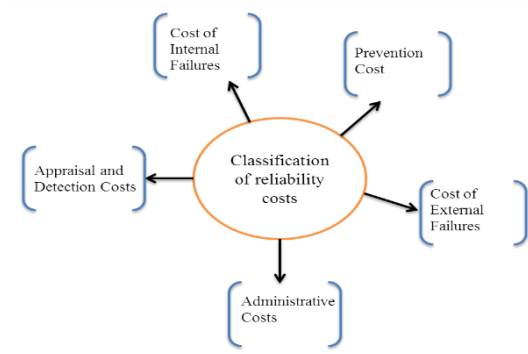 Cost of
Internal
Failures
Prevention
Cost
Classification
of reliability
costs
Appraisal and
Detection Costs
Cost of
External
Failures
Administrative
Costs